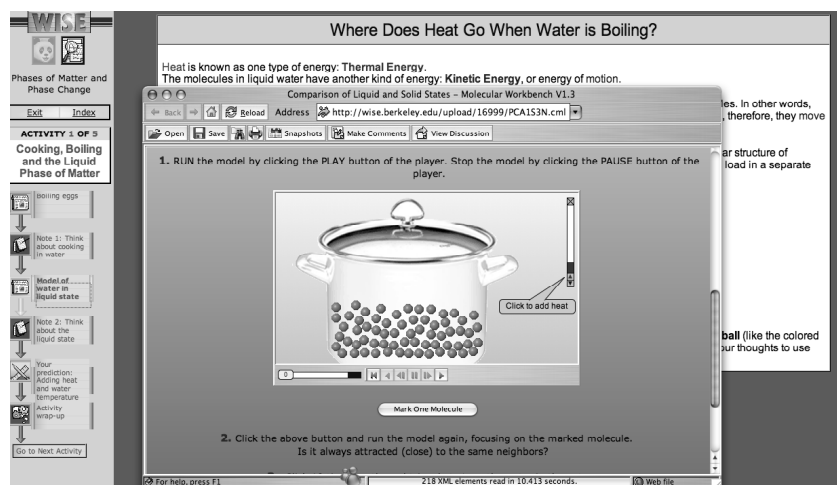 WISE
Phases of Matter and
Phase Change
Exit Index
ACTIVITY 1 OF 5
Cooking, Boiling
and the Liquid
Phase of Matter
Boiling eggs
Note 1: Think
about cooking
in water
Model of
water in
liquid state
Note 2: Think
about the
liquid state
Your
prediction:
Adding heat
and water
temperature
Activity
wrap-up
Go to Next Activity
Where Does Heat Go When Water is Boiling?
Heat is known as one type of energy: Thermal Energy.
The molecules in liquid water have another kind of energy: Kinetic Energy, or energy of motion.
les. In other words,
, therefore, they move
ar structure of
load in a separate
ball (like the colored
our thoughts to use
Comparison of Liquid and Solid States – Molecular Workbench V1.3
Back Reload Address http://wise.berkeley.edu/upload/16999/PCA1S3N.cml
Open Save Snapshots Make Comments View Discussion
1. RUN the model by clicking the PLAY button of the player. Stop the model by clicking the PAUSE button of the
player.
Click to add heat
0
Mark One Molecule
2. Click the above button and run the model again, focusing on the marked molecule.
Is it always attracted (close) to the same neighbors?
For help, press F1 218 XML elements read in 10.413 seconds. Web file